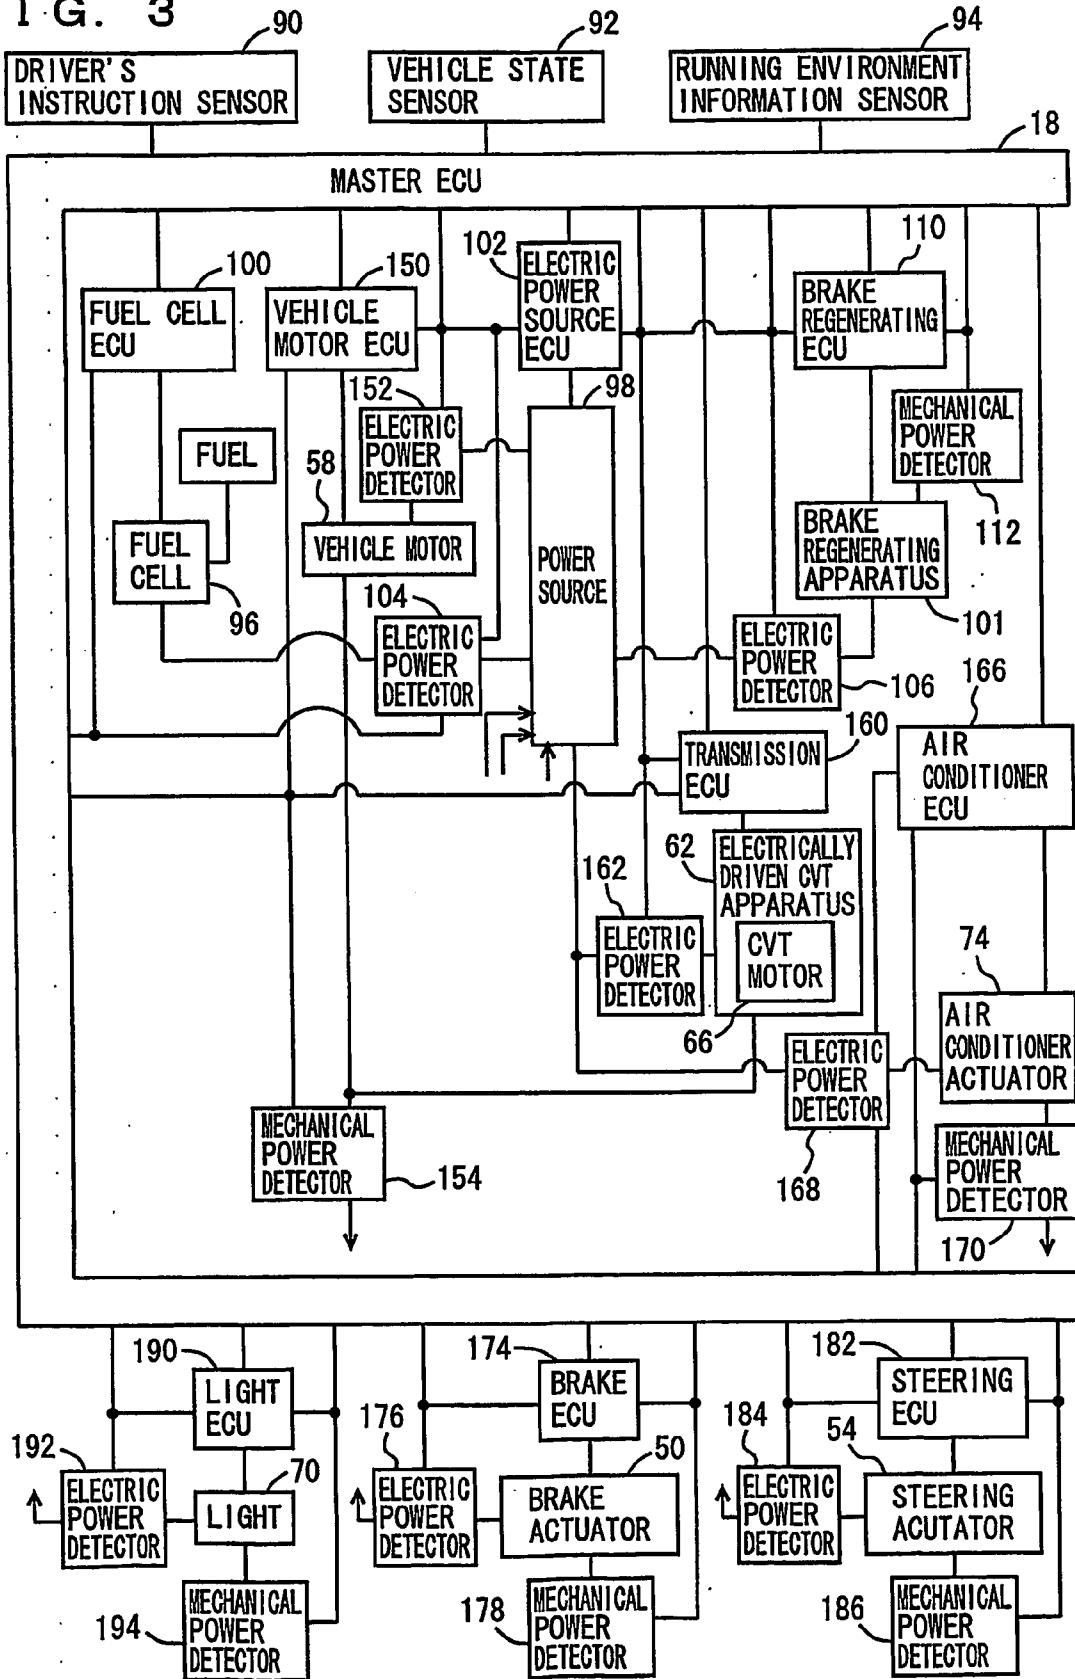 IG. 3
90
92
94
DRIVER'S
INSTRUCTION SENSOR
VEHICLE STATE
SENSOR
RUNNING ENVIRONMENT
INFORMATION SENSOR
18
MASTER ECU
100
150
102
110
FUEL CELL
ECU
VEHICLE
MOTOR ECU
ELECTRIC
POWER
SOURCE
ECU
BRAKE
REGENERATING
ECU
152
98
ELECTRIC
POWER
DETECTOR
MECHANICAL
POWER
DETECTOR
112
FUEL
58
FUEL
CELL
96
VEHICLE MOTOR
POWER
SOURCE
BRAKE
REGENERATING
APPARATUS
101
104
ELECTRIC
POWER
DETECTOR
ELECTRIC
POWER
DETECTOR
106
166
160
TRANSMISSION
ECU
AIR
CONDITIONER
ECU
62
ELECTRICALLY
DRIVEN CVT
APPARATUS
162
ELECTRIC
POWER
DETECTOR
CVT
MOTOR
66
74
AIR
CONDITIONER
ACTUATOR
ELECTRIC
POWER
DETECTOR
168
MECHANICAL
POWER
DETECTOR
154
MECHANICAL
POWER
DETECTOR
170
190
174
182
LIGHT
ECU
BRAKE
ECU
STEERING
ECU
192
70
176
50
184
54
ELECTRIC
POWER
DETECTOR
LIGHT
ELECTRIC
POWER
DETECTOR
BRAKE
ACTUATOR
ELECTRIC
POWER
DETECTOR
STEERING
ACUTATOR
194
MECHANICAL
POWER
DETECTOR
178
MECHANICAL
POWER
DETECTOR
186
MECHANICAL
POWER
DETECTOR